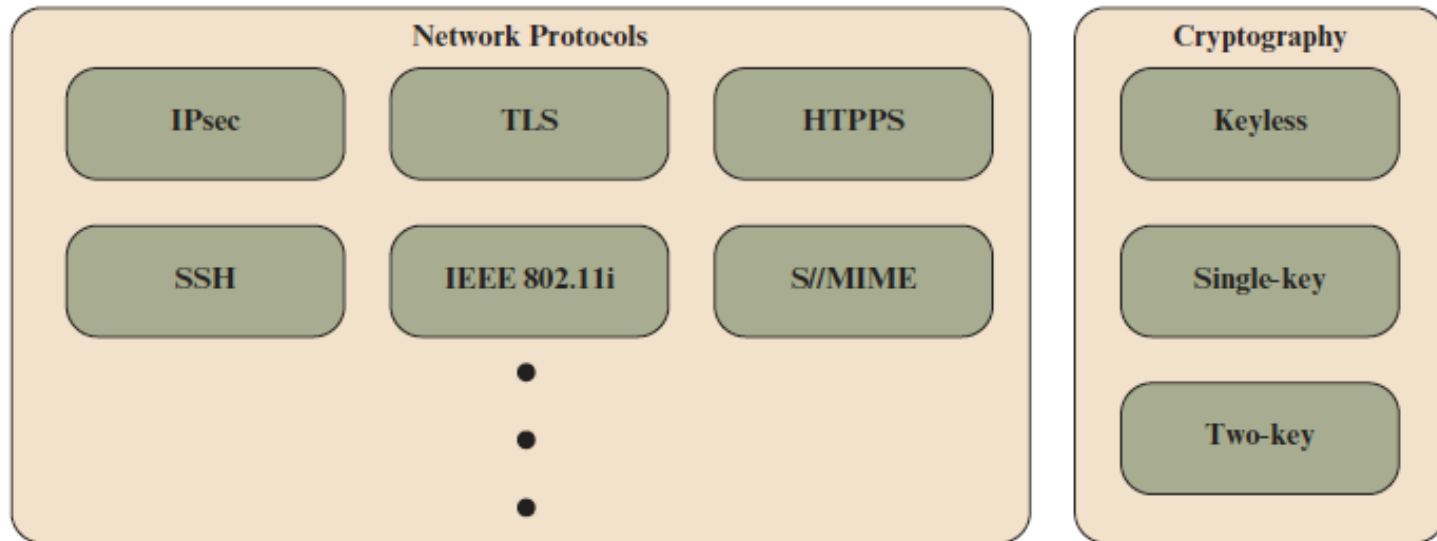 Network Protocols
IPsec
TLS
HTPPS
SSH
IEEE 802.11i
S//MIME
Cryptography
Keyless
Single-key
Two-key